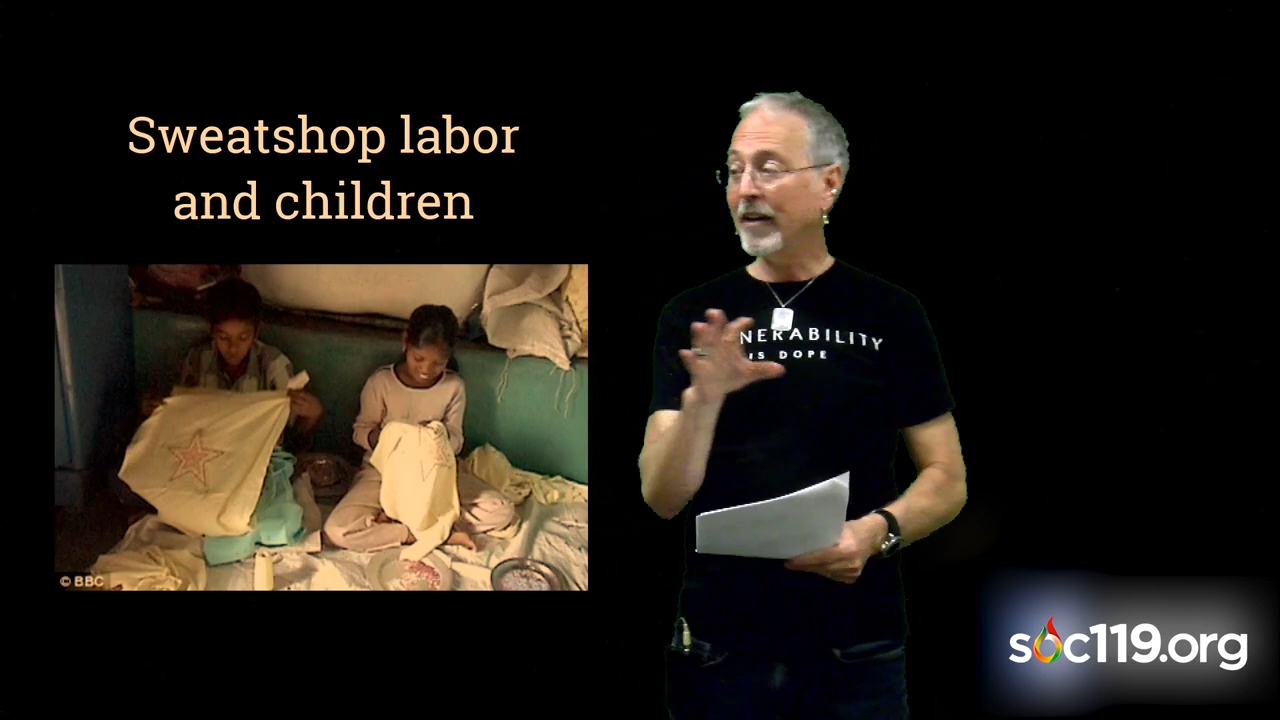 Sweatshop labor
and children
© BBC
NERABILITY
IS DOPE
soc119.org